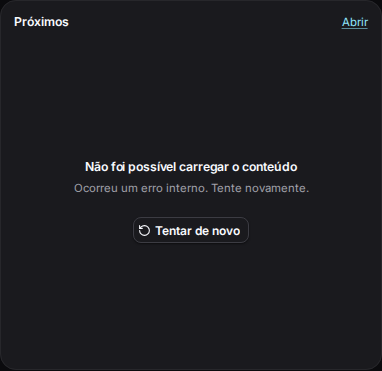 Próximos
Abrir
Não foi possível carregar o conteúdo
Ocorreu um erro interno. Tente novamente.
Tentar de novo